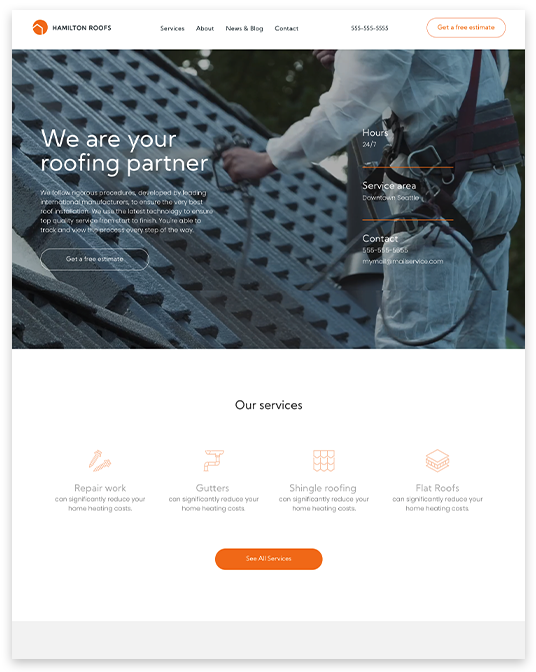 HAMILTON ROOFS
Services About News & Blog Contact
555-555-5555
Get a free estimate
We are your
roofing partner
We follow rigorous procedures, developed by leading
international manufacturers, to ensure the very best
roof installation. We use the latest technology to ensure
top quality service from start to finish. You're able to
track and view the process every step of the way.
Get a free estimate
Hours
24/7
Service area
Downtown Seattle
Contact
555-555-5555
mymail@mailservice.com
Our services
Repair work
can significantly reduce your
home heating costs.
Gutters
can significantly reduce your
home heating costs.
Shingle roofing
can significantly reduce your
home heating costs.
Flat Roofs
can significantly reduce your
home heating costs.
See All Services